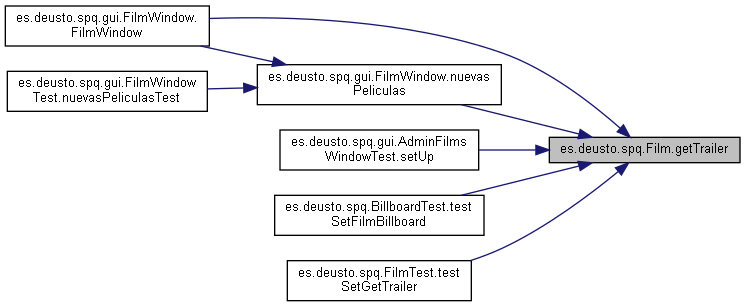 es.deusto.spq.gui.FilmWindow.
FilmWindow
es.deusto.spq.gui.FilmWindow
Test.nuevasPeliculasTest
es.deusto.spq.gui.FilmWindow.nuevas
Peliculas
es.deusto.spq.gui.AdminFilms
WindowTest.setUp
es.deusto.spq.BillboardTest.test
SetFilmBillboard
es.deusto.spq.FilmTest.test
SetGetTrailer
es.deusto.spq.Film.getTrailer